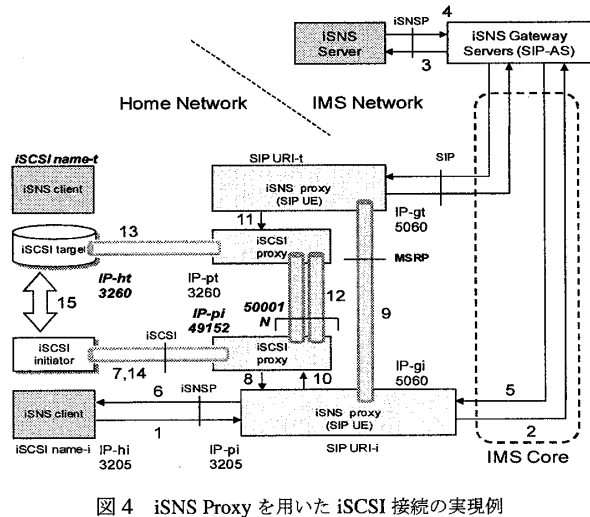 iSNSP
4
iSNS
Server
3
iSNS Gateway
Servers (SIP-AS)
Home Network
IMS Network
iSCSI name-t
iSNS client
SIP URI-t
SIP
iSNS proxy
(SIP UE)
IP-gt
5060
11
13
iSCSI target
iSCSI
proxy
MSRP
IP-ht
3260
IP-pt
3260
15
IP-pi
49152
50001
N
12
9
iSCSI
initiator
iSCSI
iSCSI
proxy
7,14
IP-gi
5060
8
10
6
iSNSP
5
iSNS client
1
iSNS proxy
(SIP UE)
2
iSCSI name-i
IP-hi
3205
IP-pi
3205
SIP URI-i
IMS Core
図4 iSNS Proxy を用いた iSCSI 接続の実現例